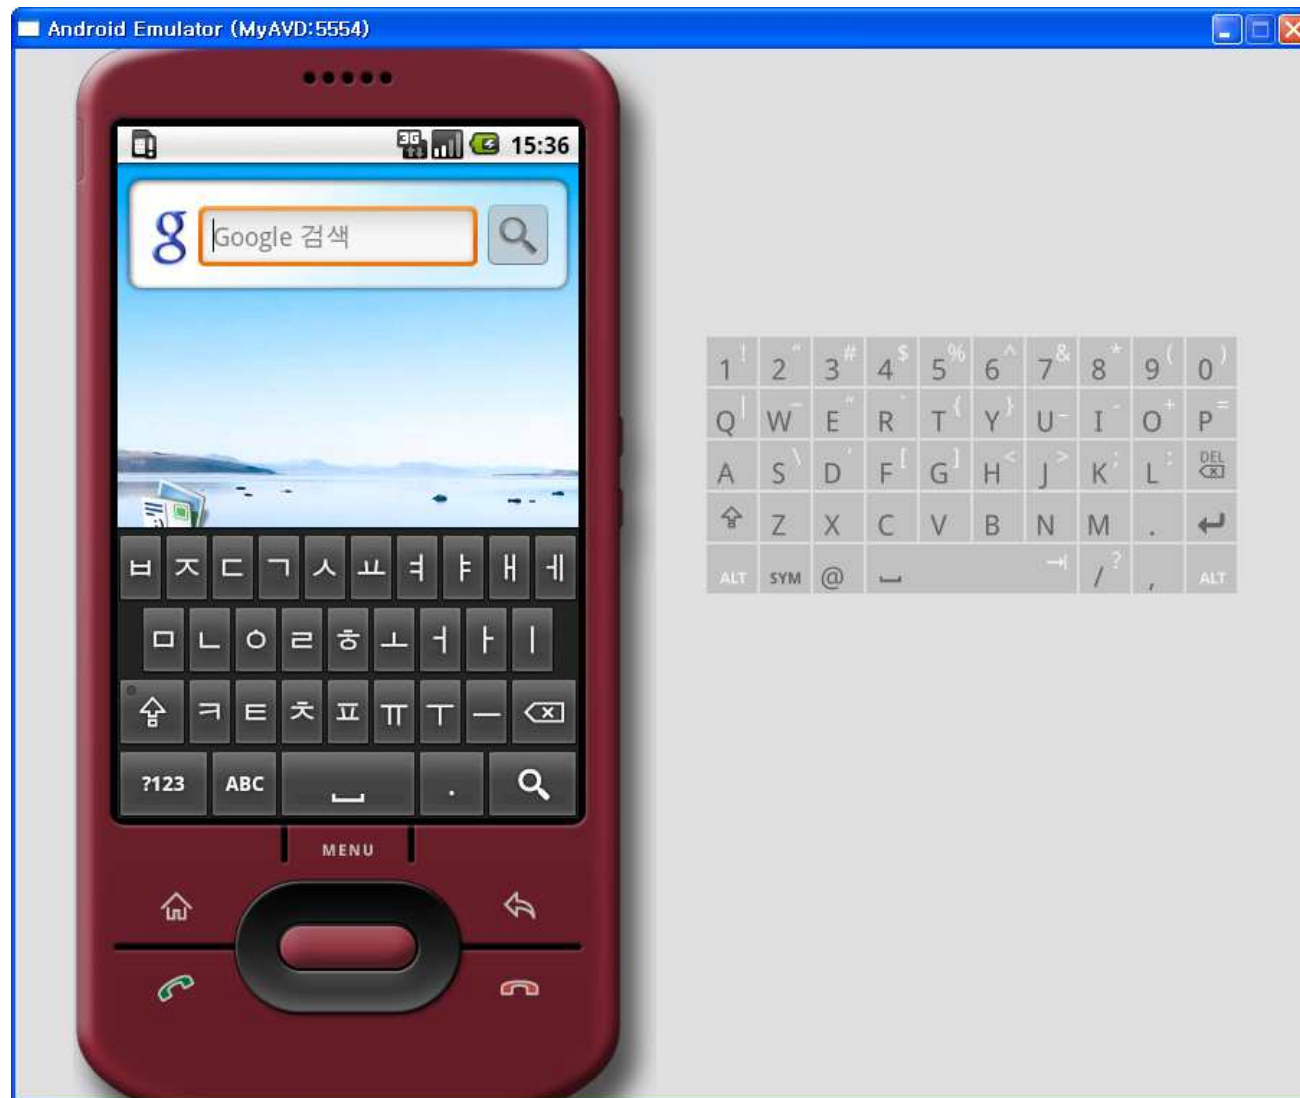 Android Emulator (MyAVD:5554)
3G 15:36
g Google 검색
ㅂ ㅈ ㄷ ㄱ ㅅ ㅛ ㅕ ㅑ ㅐ ㅔ
ㅁ ㄴ ㅇ ㄹ ㅎ ㅗ ㅓ ㅏ ㅣ
ㅋ ㅌ ㅊ ㅍ ㅠ ㅜ ㅡ
?123 ABC .
MENU
1 ! 2 " 3 # 4 $ 5 % 6 ^ 7 & 8 * 9 ( 0 )
Q | W ~ E " R ` T { Y } U - I - O + P =
A S \ D ' F [ G ] H < J > K ; L : DEL
Z X C V B N M .
ALT SYM @ / ? , ALT